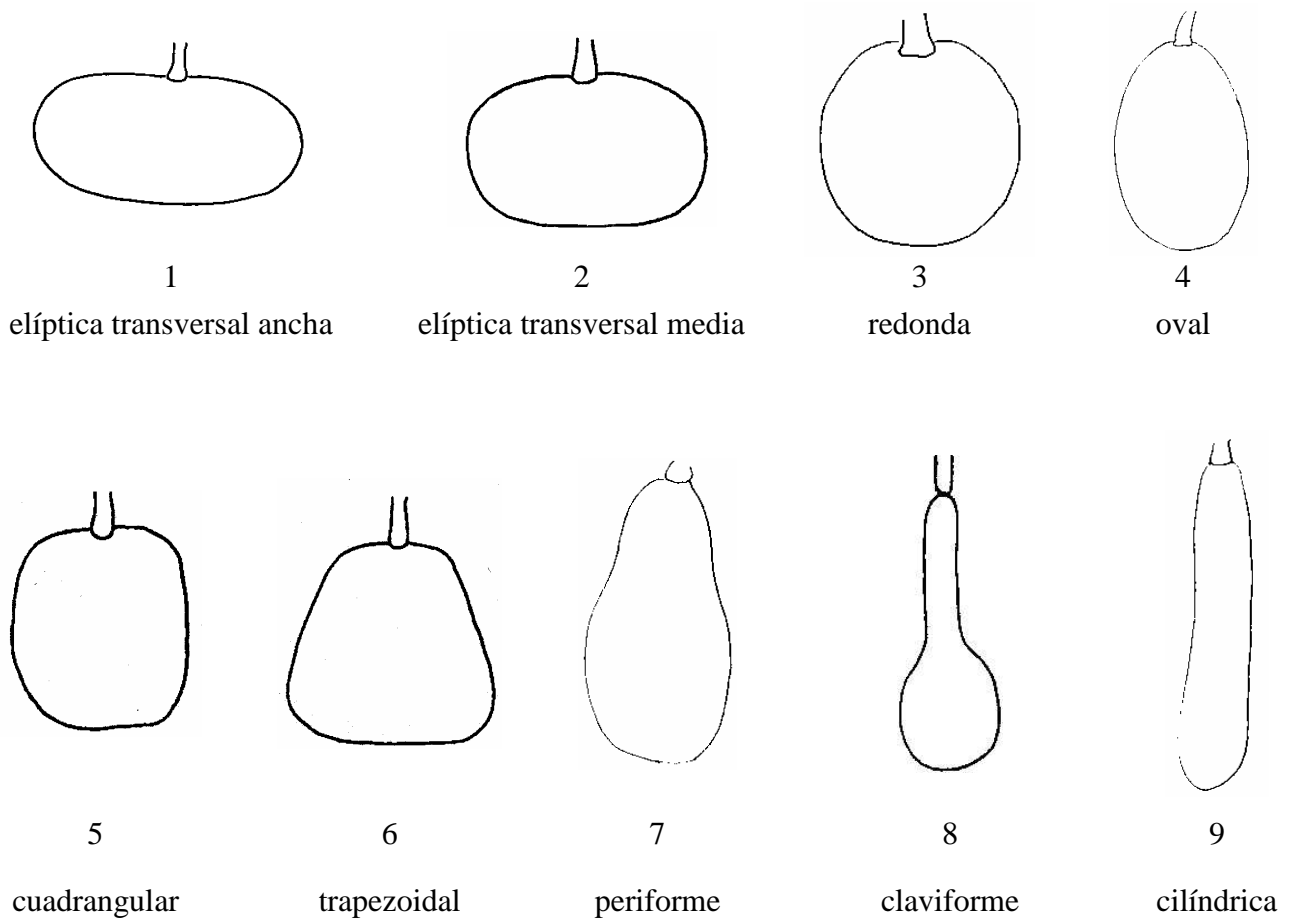 1 2 3 4
elíptica transversal ancha elíptica transversal media redonda oval
5 6 7 8 9
cuadrangular trapezoidal periforme claviforme cilíndrica